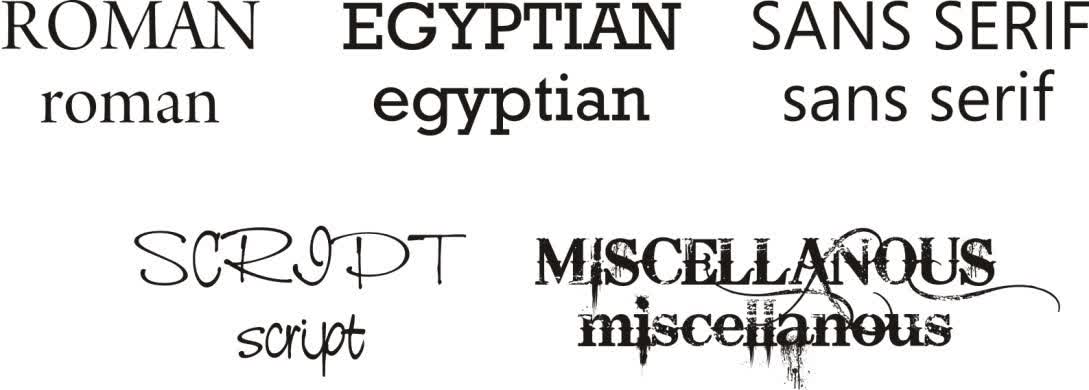 ROMAN
roman
EGYPTIAN
egyptian
SANS SERIF
sans serif
SCRIPT
script
MISCELLANOUS
miscellanous